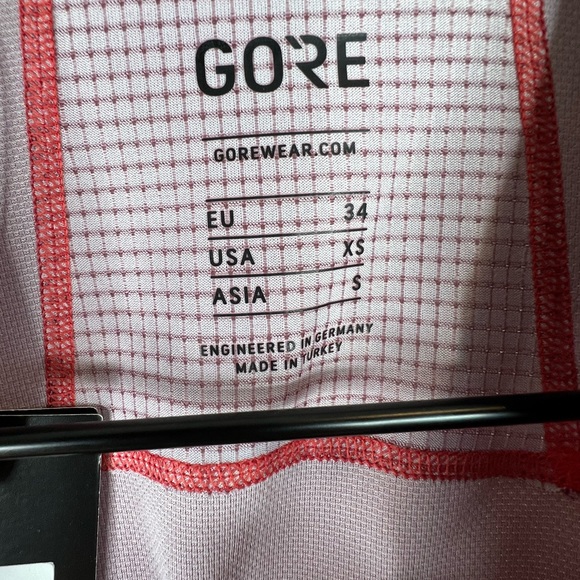 GORE
GOREWEAR.COM
EU 34
USA XS
ASIA S
ENGINEERED IN GERMANY
MADE IN TURKEY